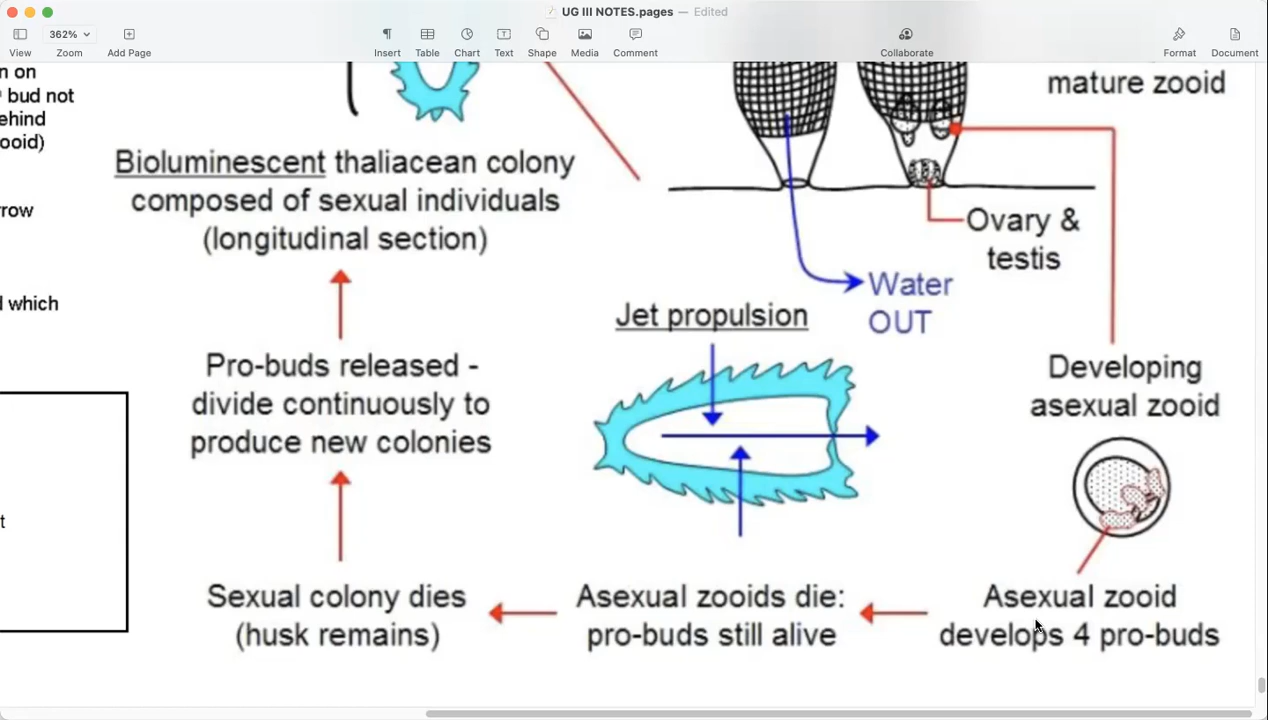 UG III NOTES.pages — Edited
362%
View
Zoom
Add Page
Insert
Table
Chart
Text
Shape
Media
Comment
Collaborate
Format
Document
n on
bud not
ehind
ooid)
rrow
which
t
mature zooid
Bioluminescent thaliacean colony
composed of sexual individuals
(longitudinal section)
Ovary &
testis
Water
OUT
Jet propulsion
Pro-buds released -
divide continuously to
produce new colonies
Developing
asexual zooid
Sexual colony dies
(husk remains)
Asexual zooids die:
pro-buds still alive
Asexual zooid
develops 4 pro-buds